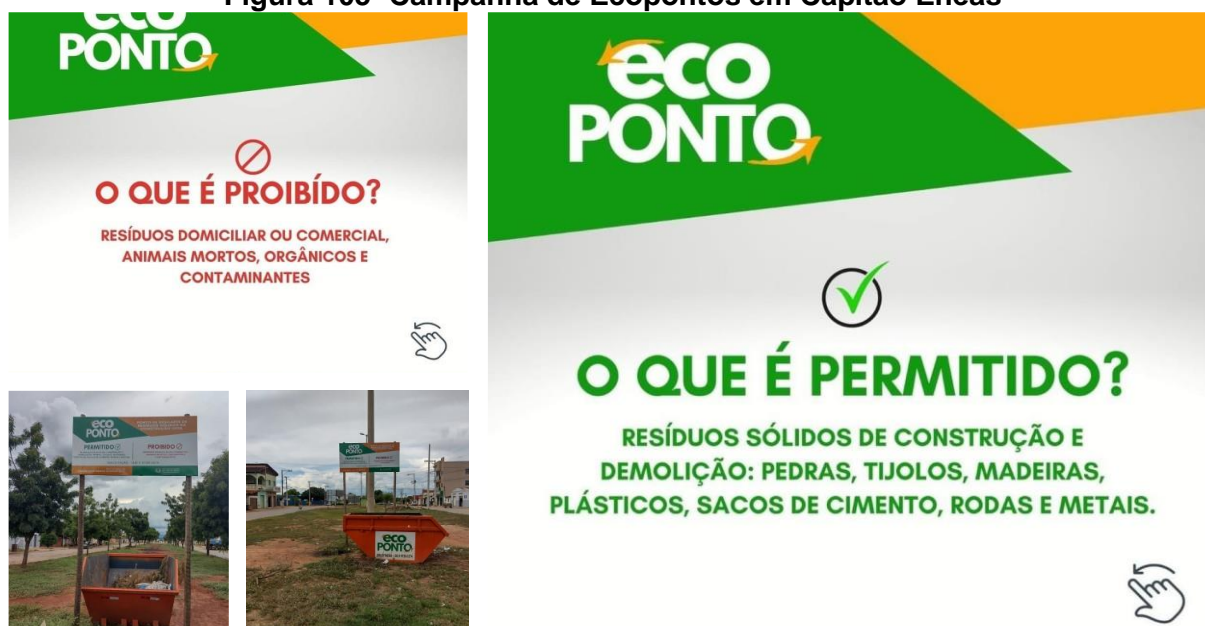 Figura 103- Campanha de Ecopontos em Capitão Enéas
eco
PONTO
O QUE É PROIBÍDO?
RESÍDUOS DOMICILIAR OU COMERCIAL,
ANIMAIS MORTOS, ORGÂNICOS E
CONTAMINANTES
eco
PONTO
O QUE É PERMITIDO?
RESÍDUOS SÓLIDOS DE CONSTRUÇÃO E
DEMOLIÇÃO: PEDRAS, TIJOLOS, MADEIRAS,
PLÁSTICOS, SACOS DE CIMENTO, RODAS E METAIS.
eco
PONTO
PERMITIDO
PROIBIDO
eco
PONTO
eco
PONTO